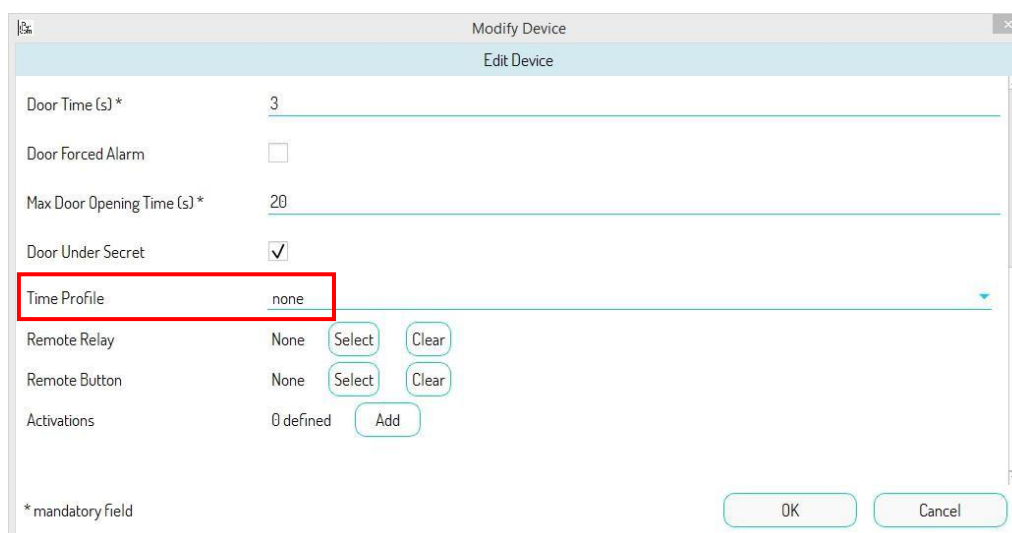 Modify Device
Edit Device
Door Time (s) * 3
Door Forced Alarm
Max Door Opening Time (s) * 20
Door Under Secret
Time Profile none
Remote Relay None Select Clear
Remote Button None Select Clear
Activations 0 defined Add
* mandatory field OK Cancel